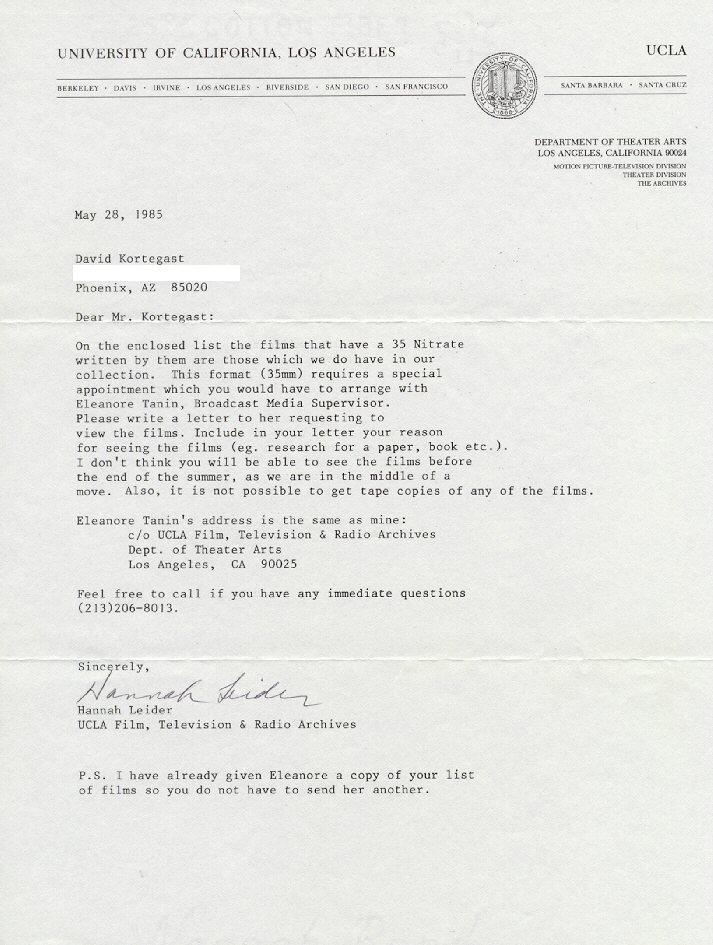 UNIVERSITY OF CALIFORNIA, LOS ANGELES
UCLA
BERKELEY · DAVIS · IRVINE · LOS ANGELES · RIVERSIDE · SAN DIEGO · SAN FRANCISCO
SANTA BARBARA · SANTA CRUZ
THE UNIVERSITY OF CALIFORNIA
1868
DEPARTMENT OF THEATER ARTS
LOS ANGELES, CALIFORNIA 90024
MOTION PICTURE-TELEVISION DIVISION
THEATER DIVISION
THE ARCHIVES
May 28, 1985
David Kortegast
Phoenix, AZ 85020
Dear Mr. Kortegast:
On the enclosed list the films that have a 35 Nitrate
written by them are those which we do have in our
collection. This format (35mm) requires a special
appointment which you would have to arrange with
Eleanore Tanin, Broadcast Media Supervisor.
Please write a letter to her requesting to
view the films. Include in your letter your reason
for seeing the films (eg. research for a paper, book etc.).
I don't think you will be able to see the films before
the end of the summer, as we are in the middle of a
move. Also, it is not possible to get tape copies of any of the films.
Eleanore Tanin's address is the same as mine:
c/o UCLA Film, Television & Radio Archives
Dept. of Theater Arts
Los Angeles, CA 90025
Feel free to call if you have any immediate questions
(213)206-8013.
Sincerely,
Hannah Leider
Hannah Leider
UCLA Film, Television & Radio Archives
P.S. I have already given Eleanore a copy of your list
of films so you do not have to send her another.